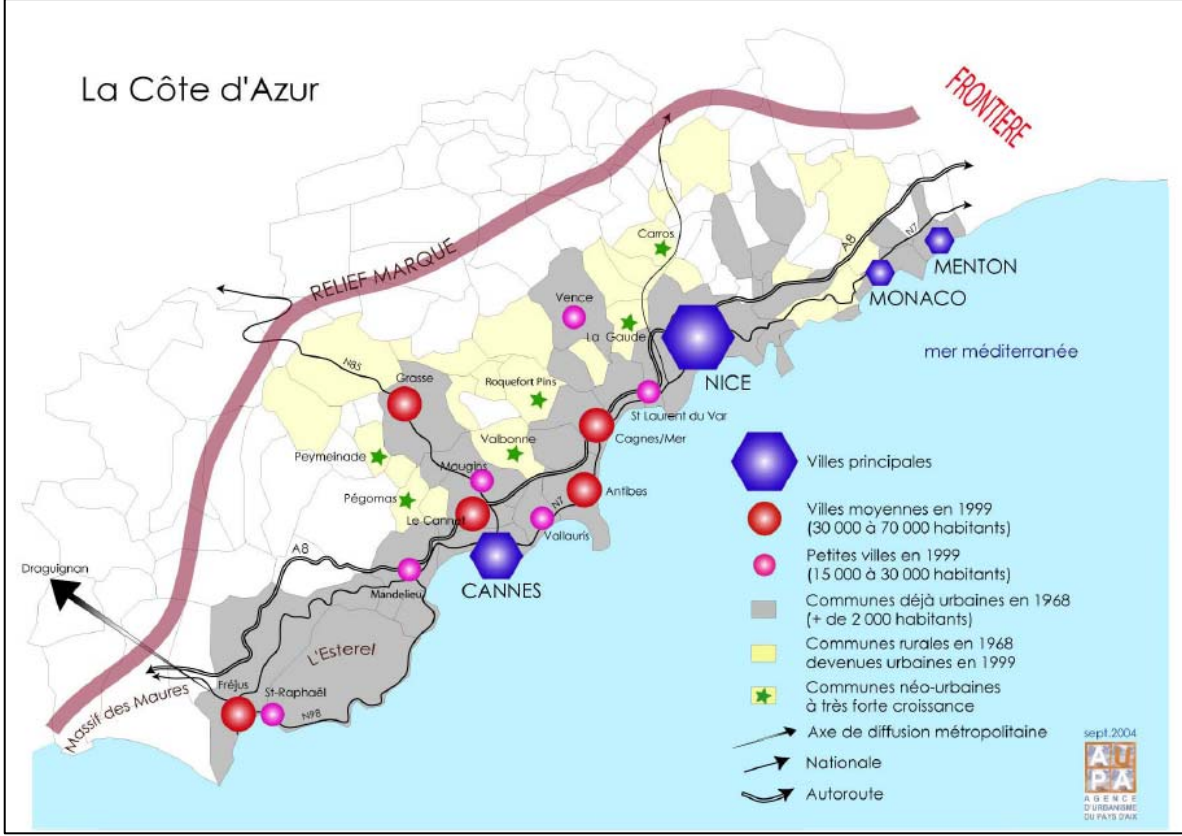 La Côte d'Azur
FRONTIERE
RELIEF MARQUE
Carros
A8
N7
MENTON
MONACO
Vence
La Gaude
mer méditerranée
N85
Grasse
Roquefort Pins
NICE
St Laurent du Var
Cagnes/Mer
Peymeinade
Valbonne
Mougins
Pégomas
Le Cannet
N7
Antibes
Vallauris
A8
Draguignan
Mandelieu
CANNES
L'Esterel
Massif des Maures
Fréjus
St-Raphaël
N98
Villes principales
Villes moyennes en 1999
(30 000 à 70 000 habitants)
Petites villes en 1999
(15 000 à 30 000 habitants)
Communes déjà urbaines en 1968
(+ de 2 000 habitants)
Communes rurales en 1968
devenues urbaines en 1999
Communes néo-urbaines
à très forte croissance
Axe de diffusion métropolitaine
Nationale
Autoroute
sept.2004
AU
PA
AGENCE
D'URBANISME
DU PAYS D'AIX